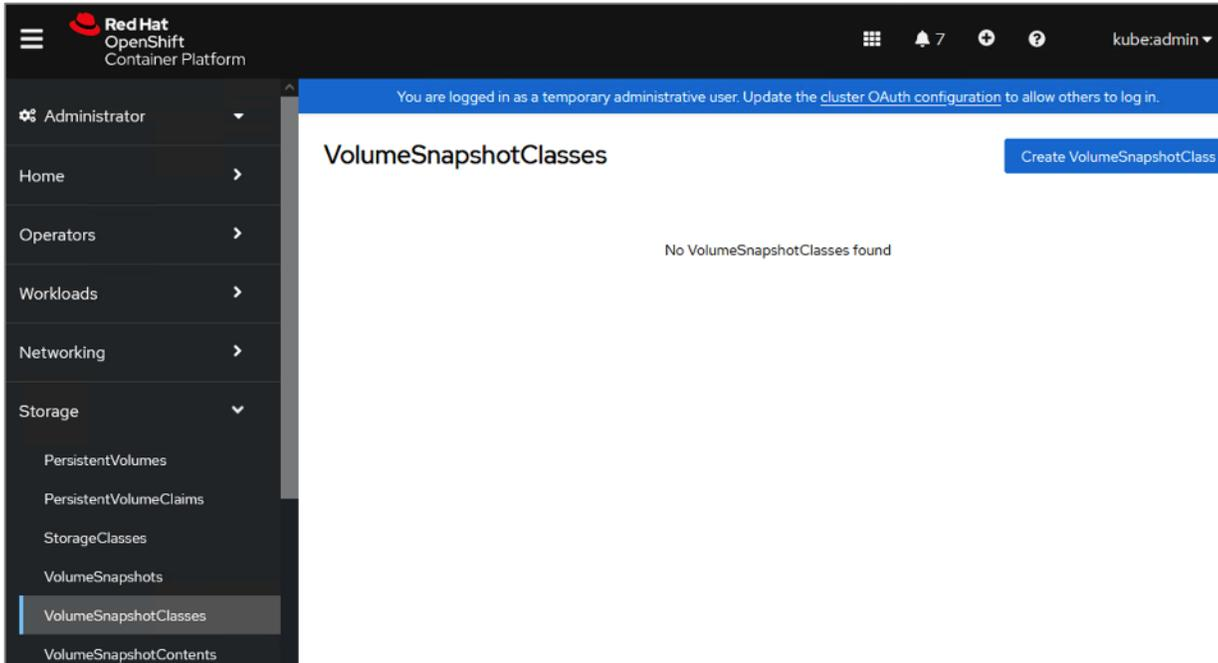 Red Hat
OpenShift
Container Platform
7
kube:admin
Administrator
You are logged in as a temporary administrative user. Update the cluster OAuth configuration to allow others to log in.
VolumeSnapshotClasses
Create VolumeSnapshotClass
Home
Operators
No VolumeSnapshotClasses found
Workloads
Networking
Storage
PersistentVolumes
PersistentVolumeClaims
StorageClasses
VolumeSnapshots
VolumeSnapshotClasses
VolumeSnapshotContents